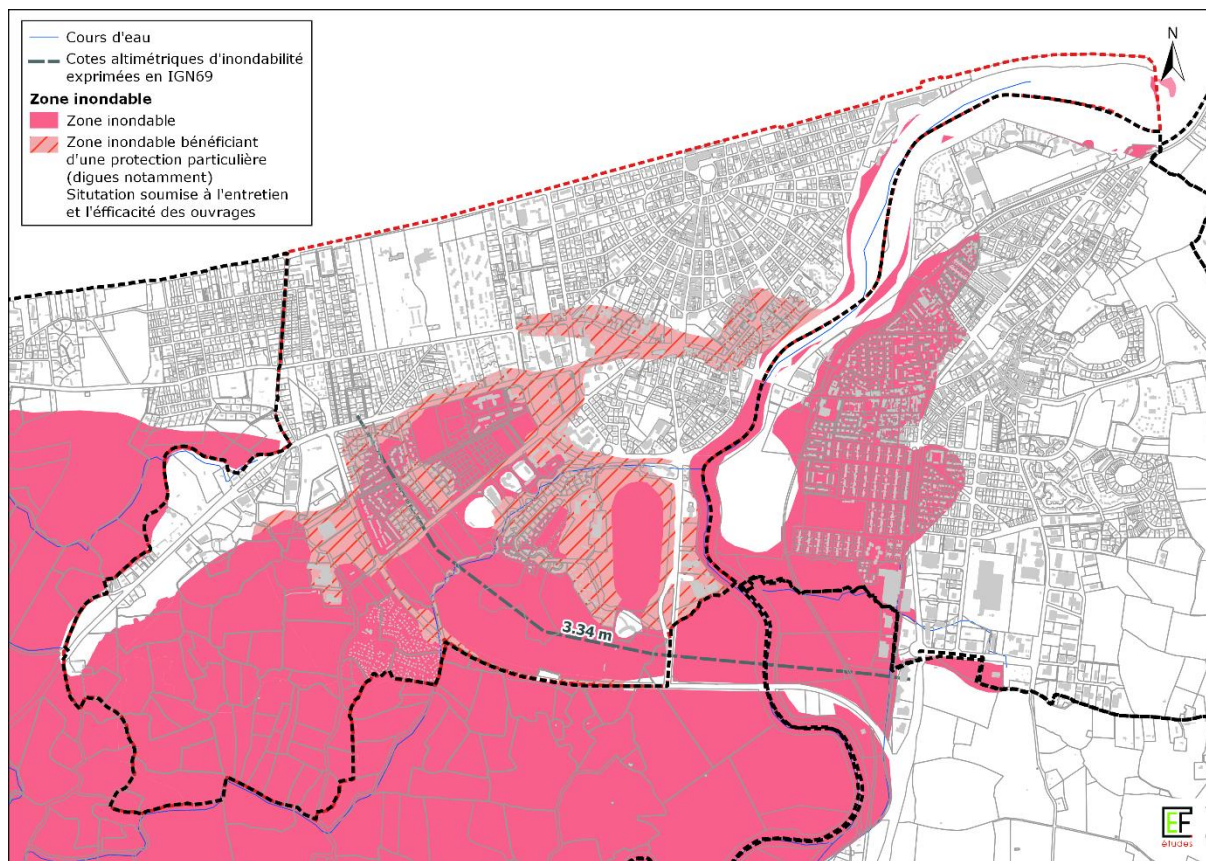 Cours d'eau
Cotes altimétriques d'inondabilité
exprimées en IGN69
Zone inondable
Zone inondable
Zone inondable bénéficiant
d'une protection particulière
(digues notamment)
Situtation soumise à l'entretien
et l'éfficacité des ouvrages
N
3.34 m
EF
études